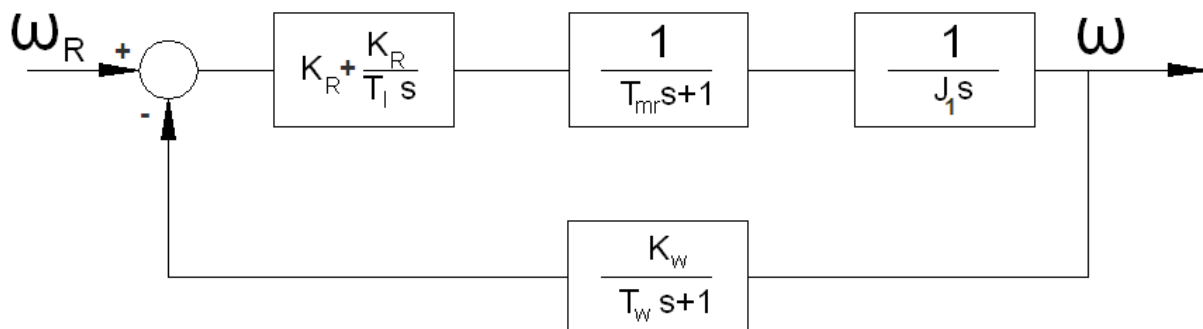 ω_R
+
-
K_R+ K_R / T_I s
1 / T_mr s+1
1 / J_1 s
ω
K_w / T_w s+1